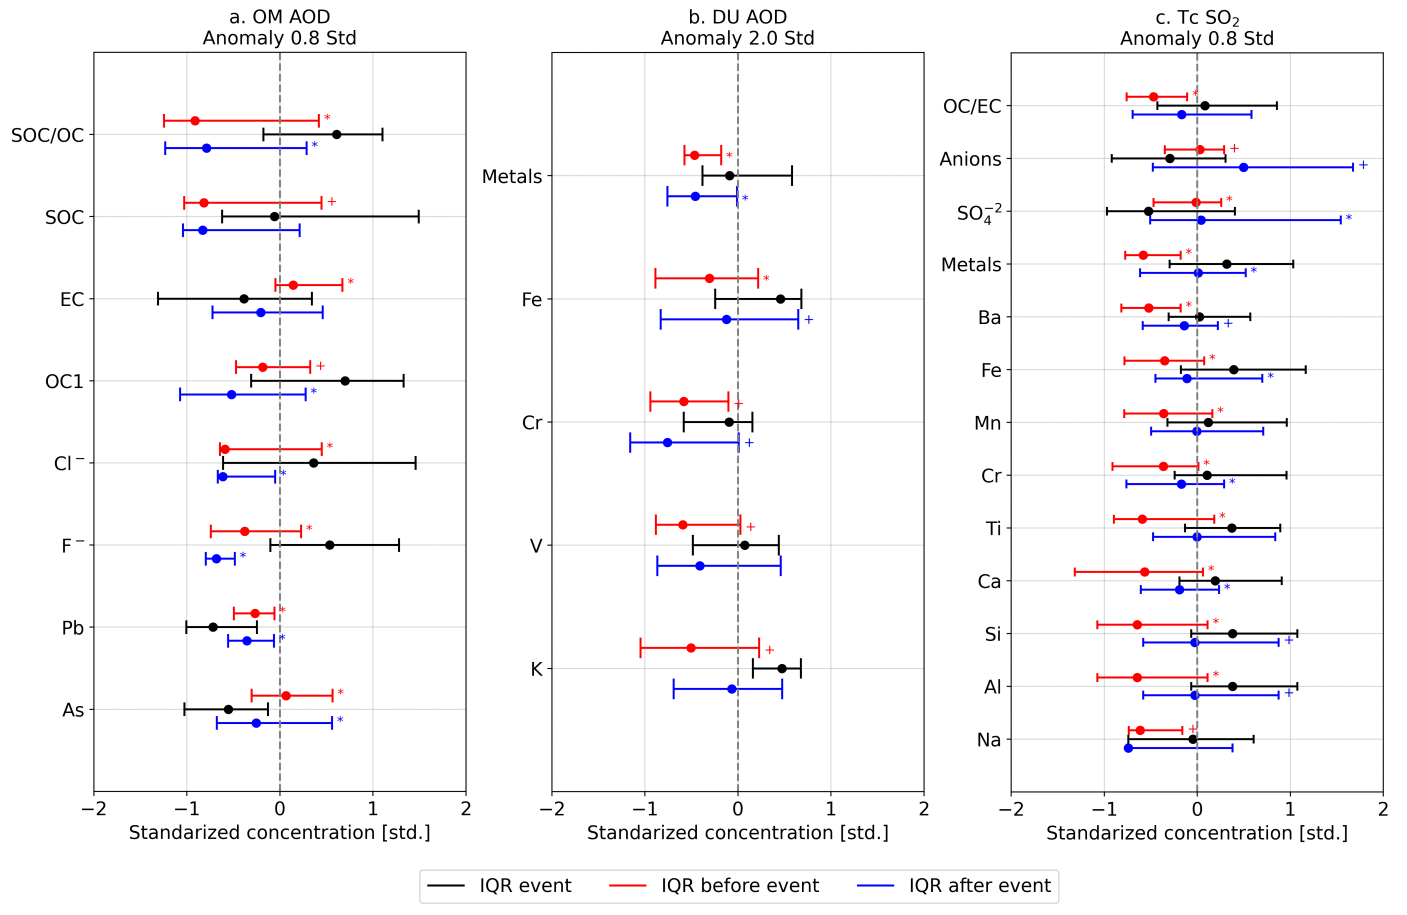 a. OM AOD
Anomaly 0.8 Std
SOC/OC
*
*
SOC
+
EC
*
OC1
+
*
Cl⁻
*
*
F⁻
*
*
Pb
*
*
As
*
*
−2 −1 0 1 2
Standarized concentration [std.]
b. DU AOD
Anomaly 2.0 Std
Metals
*
*
Fe
*
+
Cr
+
+
V
+
K
+
−2 −1 0 1 2
Standarized concentration [std.]
c. Tc SO₂
Anomaly 0.8 Std
OC/EC
*
Anions
+
+
SO₄⁻²
*
*
Metals
*
*
Ba
*
+
Fe
*
*
Mn
*
Cr
*
*
Ti
*
Ca
*
*
Si
*
+
Al
*
+
Na
+
−2 −1 0 1 2
Standarized concentration [std.]
IQR event IQR before event IQR after event